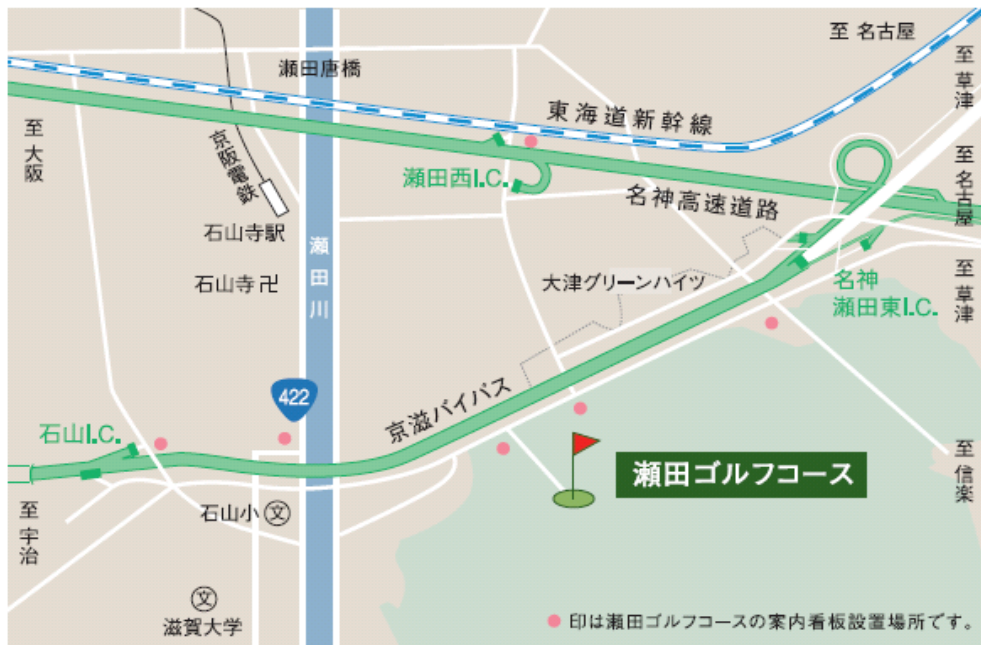 至 名古屋
瀬田唐橋
至草津
東海道新幹線
至大阪
京阪電鉄
至名古屋
瀬田西I.C.
名神高速道路
石山寺駅
瀬田川
石山寺卍
大津グリーンハイツ
名神
瀬田東I.C.
至草津
422
京滋バイパス
石山I.C.
瀬田ゴルフコース
至信楽
至宇治
石山小 文
文
滋賀大学
印は瀬田ゴルフコースの案内看板設置場所です。